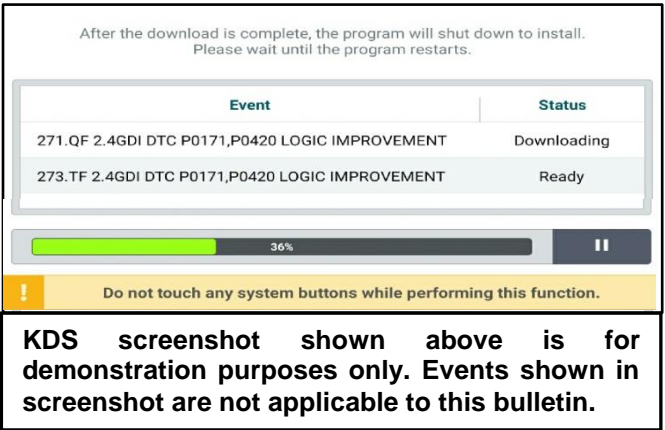 After the download is complete, the program will shut down to install.
Please wait until the program restarts.
Event Status
271.QF 2.4GDI DTC P0171,P0420 LOGIC IMPROVEMENT Downloading
273.TF 2.4GDI DTC P0171,P0420 LOGIC IMPROVEMENT Ready
36%
! Do not touch any system buttons while performing this function.
KDS screenshot shown above is for
demonstration purposes only. Events shown in
screenshot are not applicable to this bulletin.